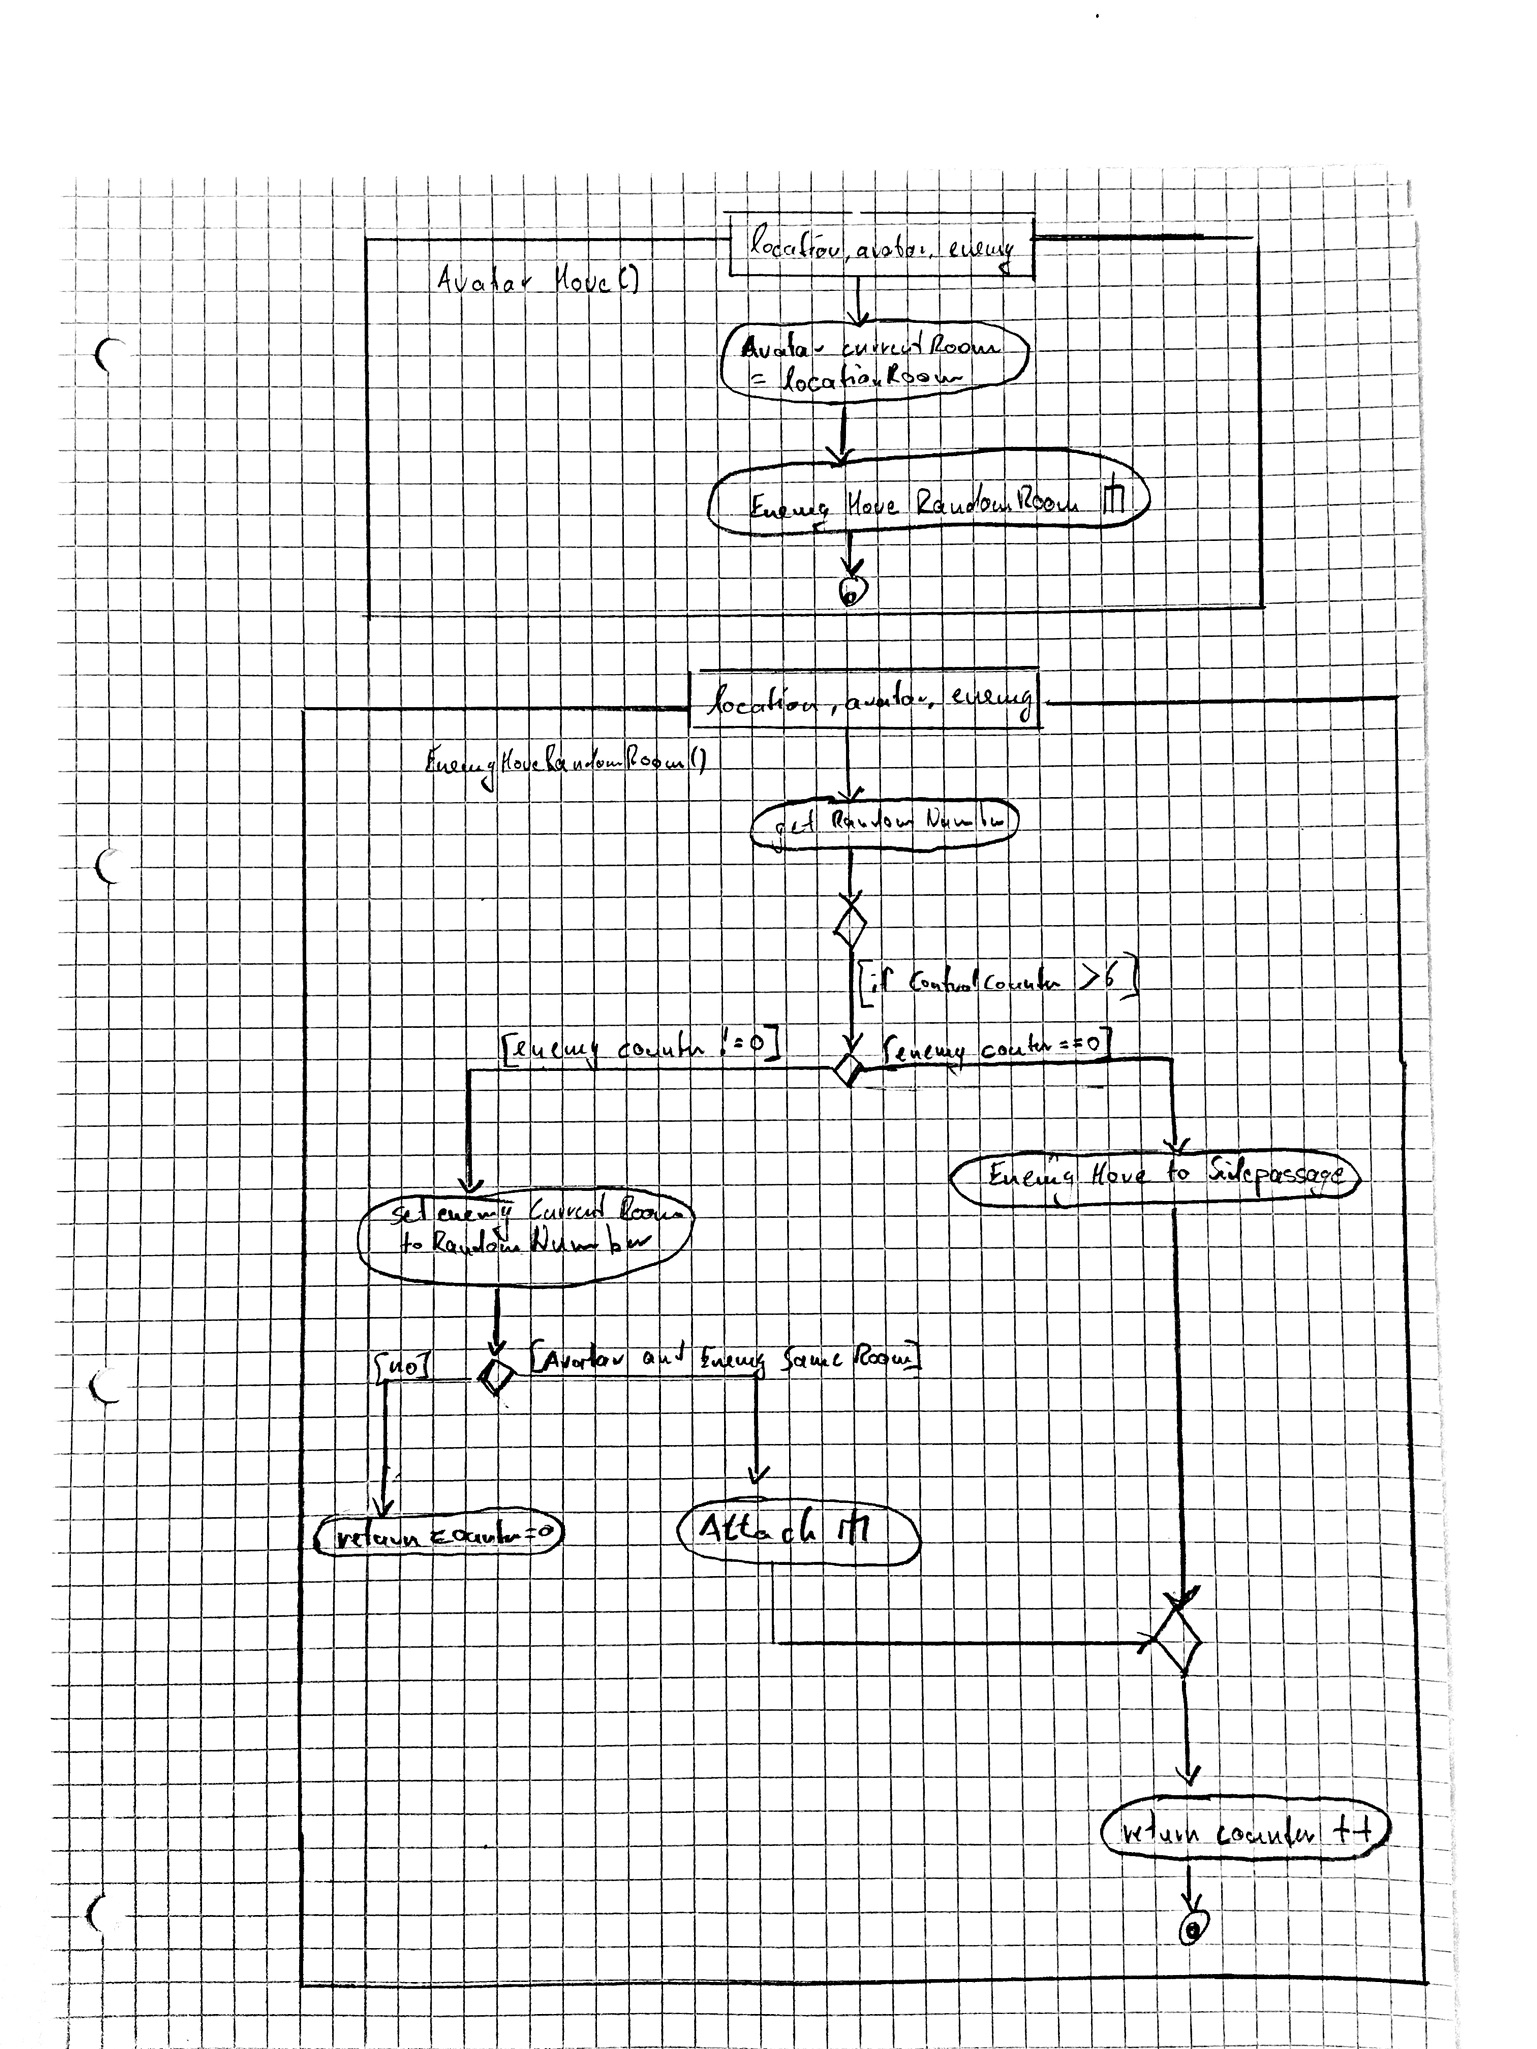 location, avatar, enemy
Avatar Move()
Avatar currentRoom
= locationRoom
Enemy Move RandomRoom
location, avatar, enemy
EnemyMoveRandomRoom()
get Random Number
[if Controlcounter >6]
[enemy counter !=0]
[enemy counter==0]
Enemy Move to Sidepassage
set enemy Current Room
to Random Number
[no]
[Avatar and Enemy Same Room]
return counter=0
Attack
return counter ++